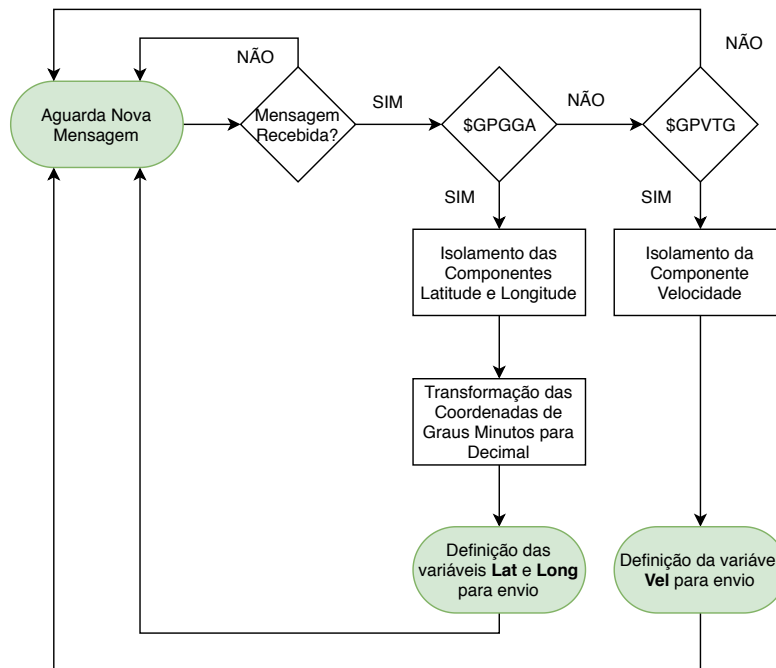 NÃO
NÃO
Aguarda Nova
Mensagem
Mensagem
Recebida?
SIM
$GPGGA
NÃO
$GPVTG
SIM
SIM
Isolamento das
Componentes
Latitude e Longitude
Isolamento da
Componente
Velocidade
Transformação das
Coordenadas de
Graus Minutos para
Decimal
Definição das
variáveis Lat e Long
para envio
Definição da variáve
Vel para envio